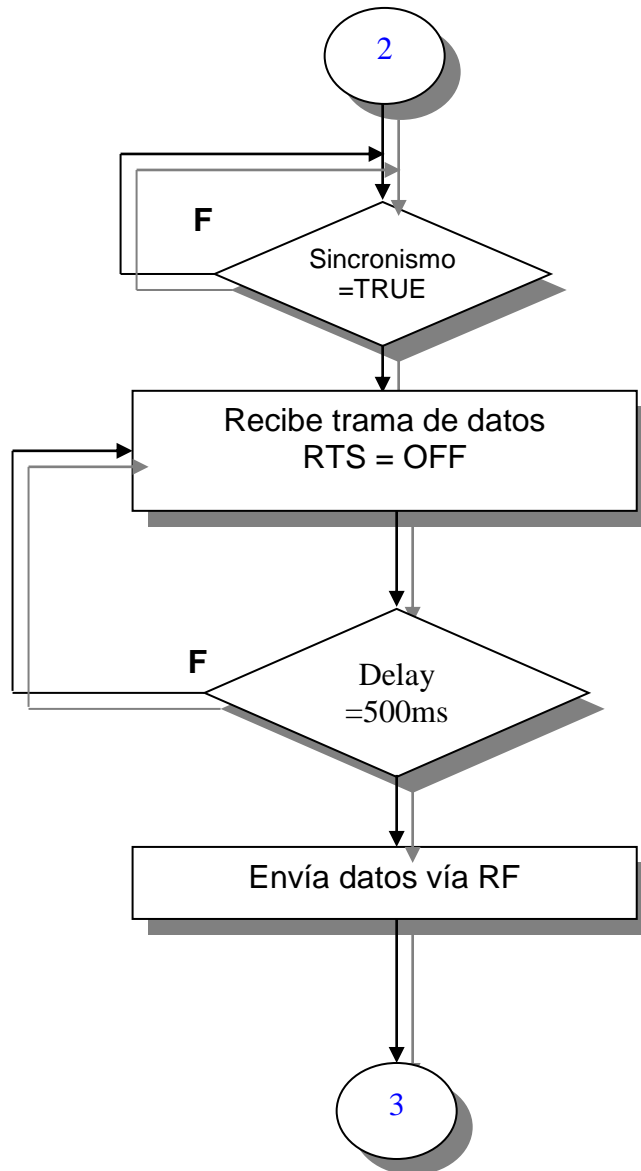 2
F
Sincronismo
=TRUE
Recibe trama de datos
RTS = OFF
F
Delay
=500ms
Envía datos vía RF
3